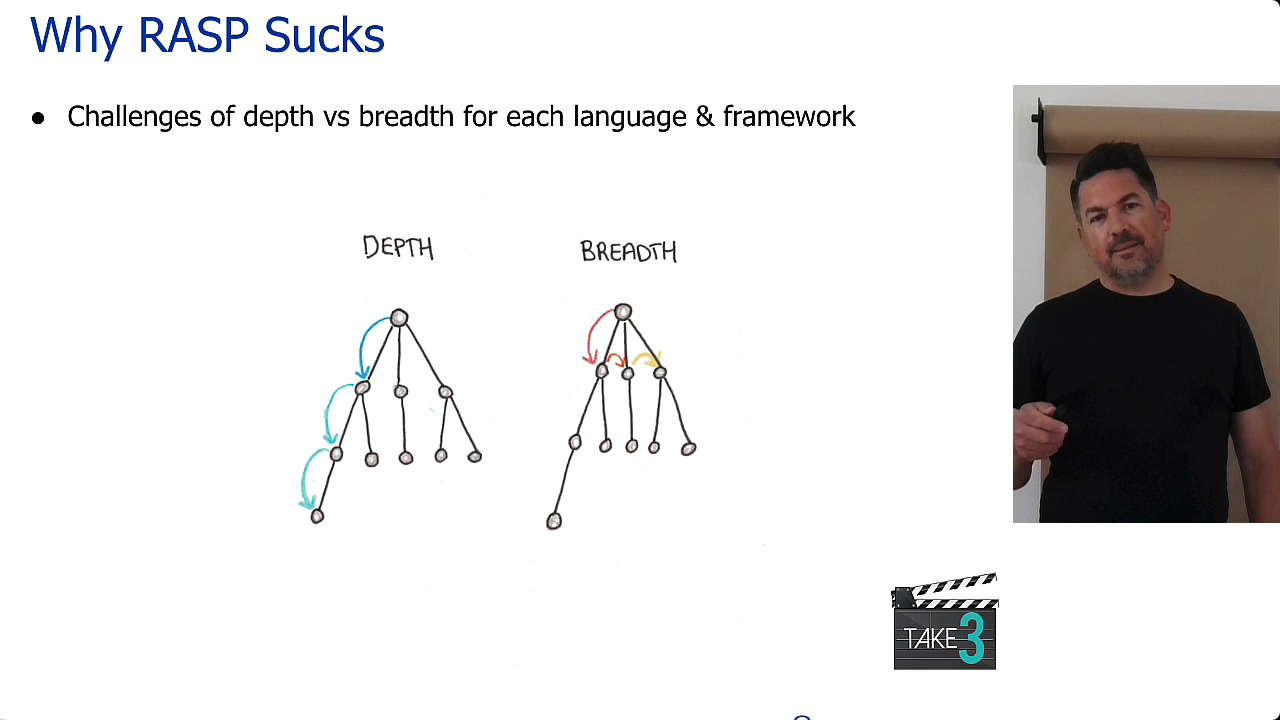 Why RASP Sucks
● Challenges of depth vs breadth for each language & framework
DEPTH
BREADTH
TAKE 3